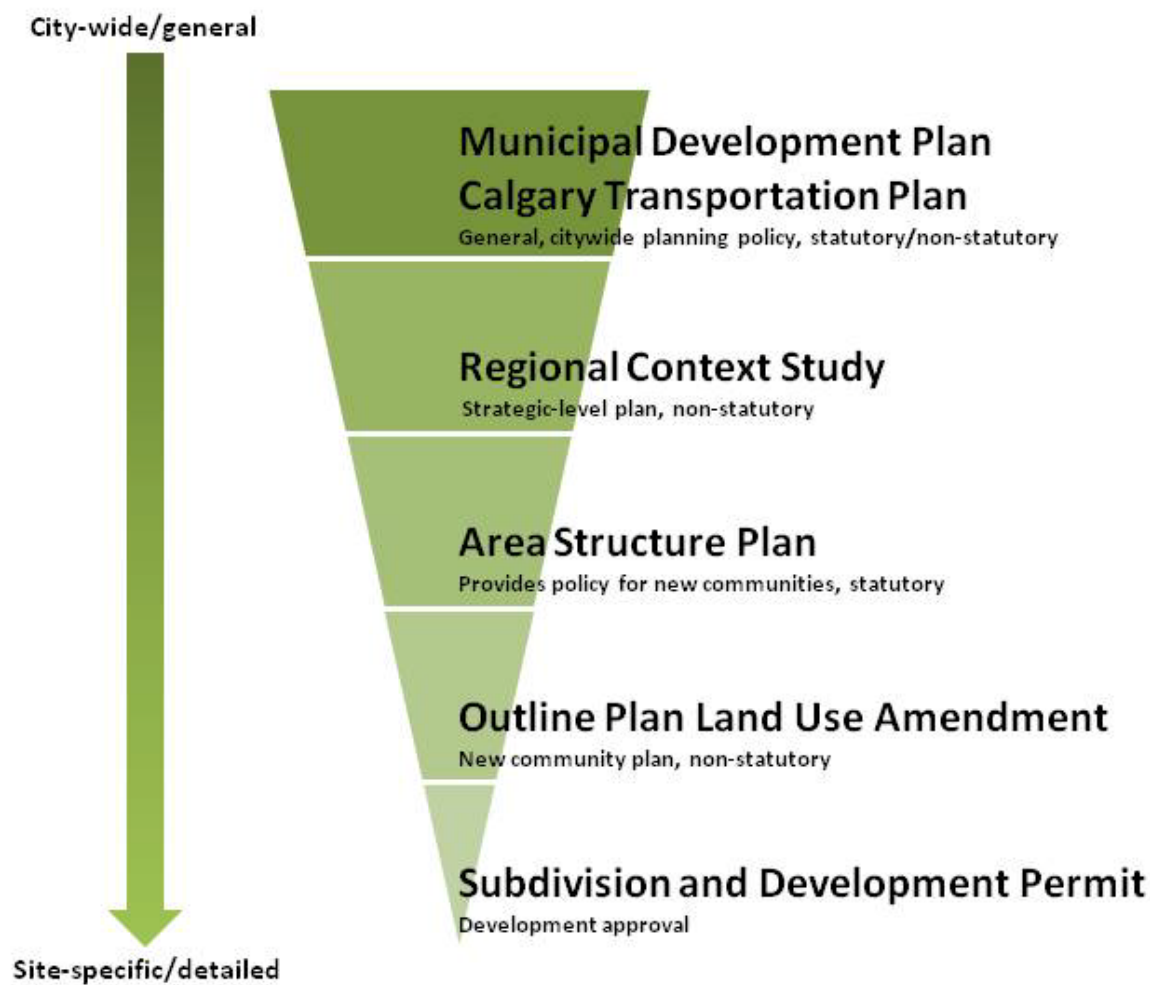 City-wide/general
Municipal Development Plan
Calgary Transportation Plan
General, citywide planning policy, statutory/non-statutory
Regional Context Study
Strategic-level plan, non-statutory
Area Structure Plan
Provides policy for new communities, statutory
Outline Plan Land Use Amendment
New community plan, non-statutory
Subdivision and Development Permit
Development approval
Site-specific/detailed